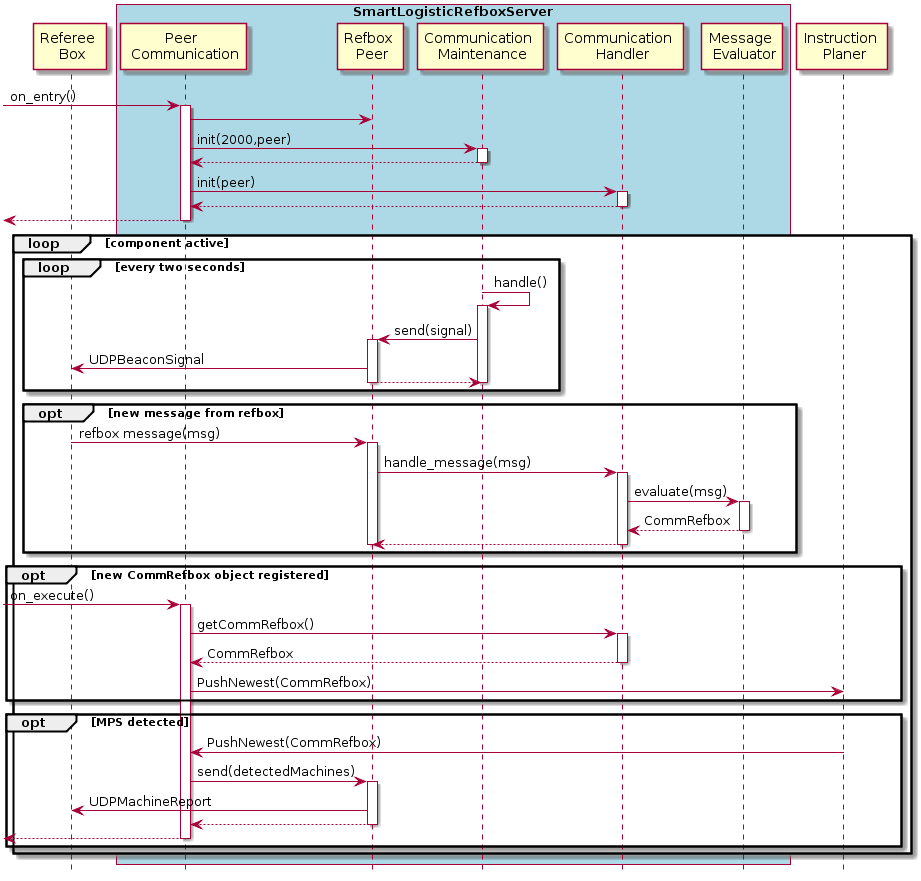 SmartLogisticRefboxServer
Referee
Box
Peer
Communication
Refbox
Peer
Communication
Maintenance
Communication
Handler
Message
Evaluator
Instruction
Planer
on_entry()
init(2000,peer)
init(peer)
loop [component active]
loop [every two seconds]
handle()
send(signal)
UDPBeaconSignal
opt [new message from refbox]
refbox message(msg)
handle_message(msg)
evaluate(msg)
CommRefbox
opt [new CommRefbox object registered]
on_execute()
getCommRefbox()
CommRefbox
PushNewest(CommRefbox)
opt [MPS detected]
PushNewest(CommRefbox)
send(detectedMachines)
UDPMachineReport